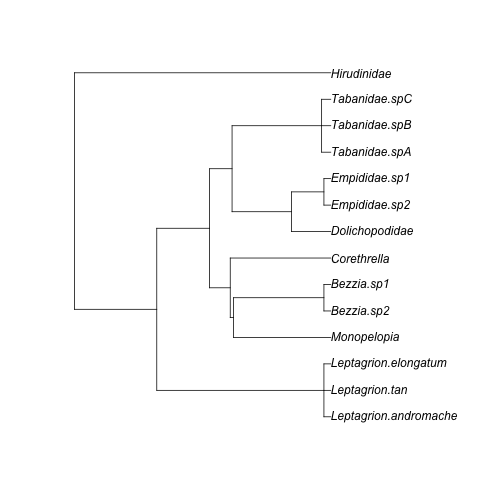 Hirudinidae
Tabanidae.spC
Tabanidae.spB
Tabanidae.spA
Empididae.sp1
Empididae.sp2
Dolichopodidae
Corethrella
Bezzia.sp1
Bezzia.sp2
Monopelopia
Leptagrion.elongatum
Leptagrion.tan
Leptagrion.andromache